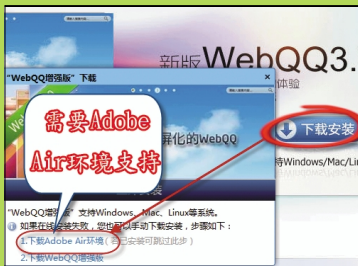 新版WebQQ3.
体验
"WebQQ增强版"下载
需要Adobe
Air环境支持
屏化的WebQQ
下载安装
持Windows/Mac/Lin
"WebQQ增强版"支持Windows、Mac、Linux等系统。
如果在线安装失败，您也可以手动下载安装，步骤如下：
1.下载Adobe Air环境（若已安装可跳过此步）
2.下载WebQQ增强版